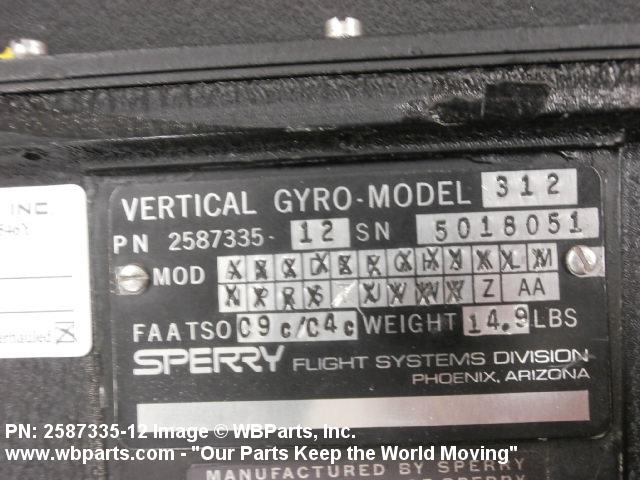 INC
VERTICAL GYRO-MODEL 312
PN 2587335- 12 SN 5018051
MOD L M
Z AA
FAA TSO C9c/C4c WEIGHT 14.9 LBS
SPERRY FLIGHT SYSTEMS DIVISION
PHOENIX, ARIZONA
PN: 2587335-12 Image © WBParts, Inc.
www.wbparts.com - "Our Parts Keep the World Moving"
MANUFACTURED BY SPERRY
SPERRY